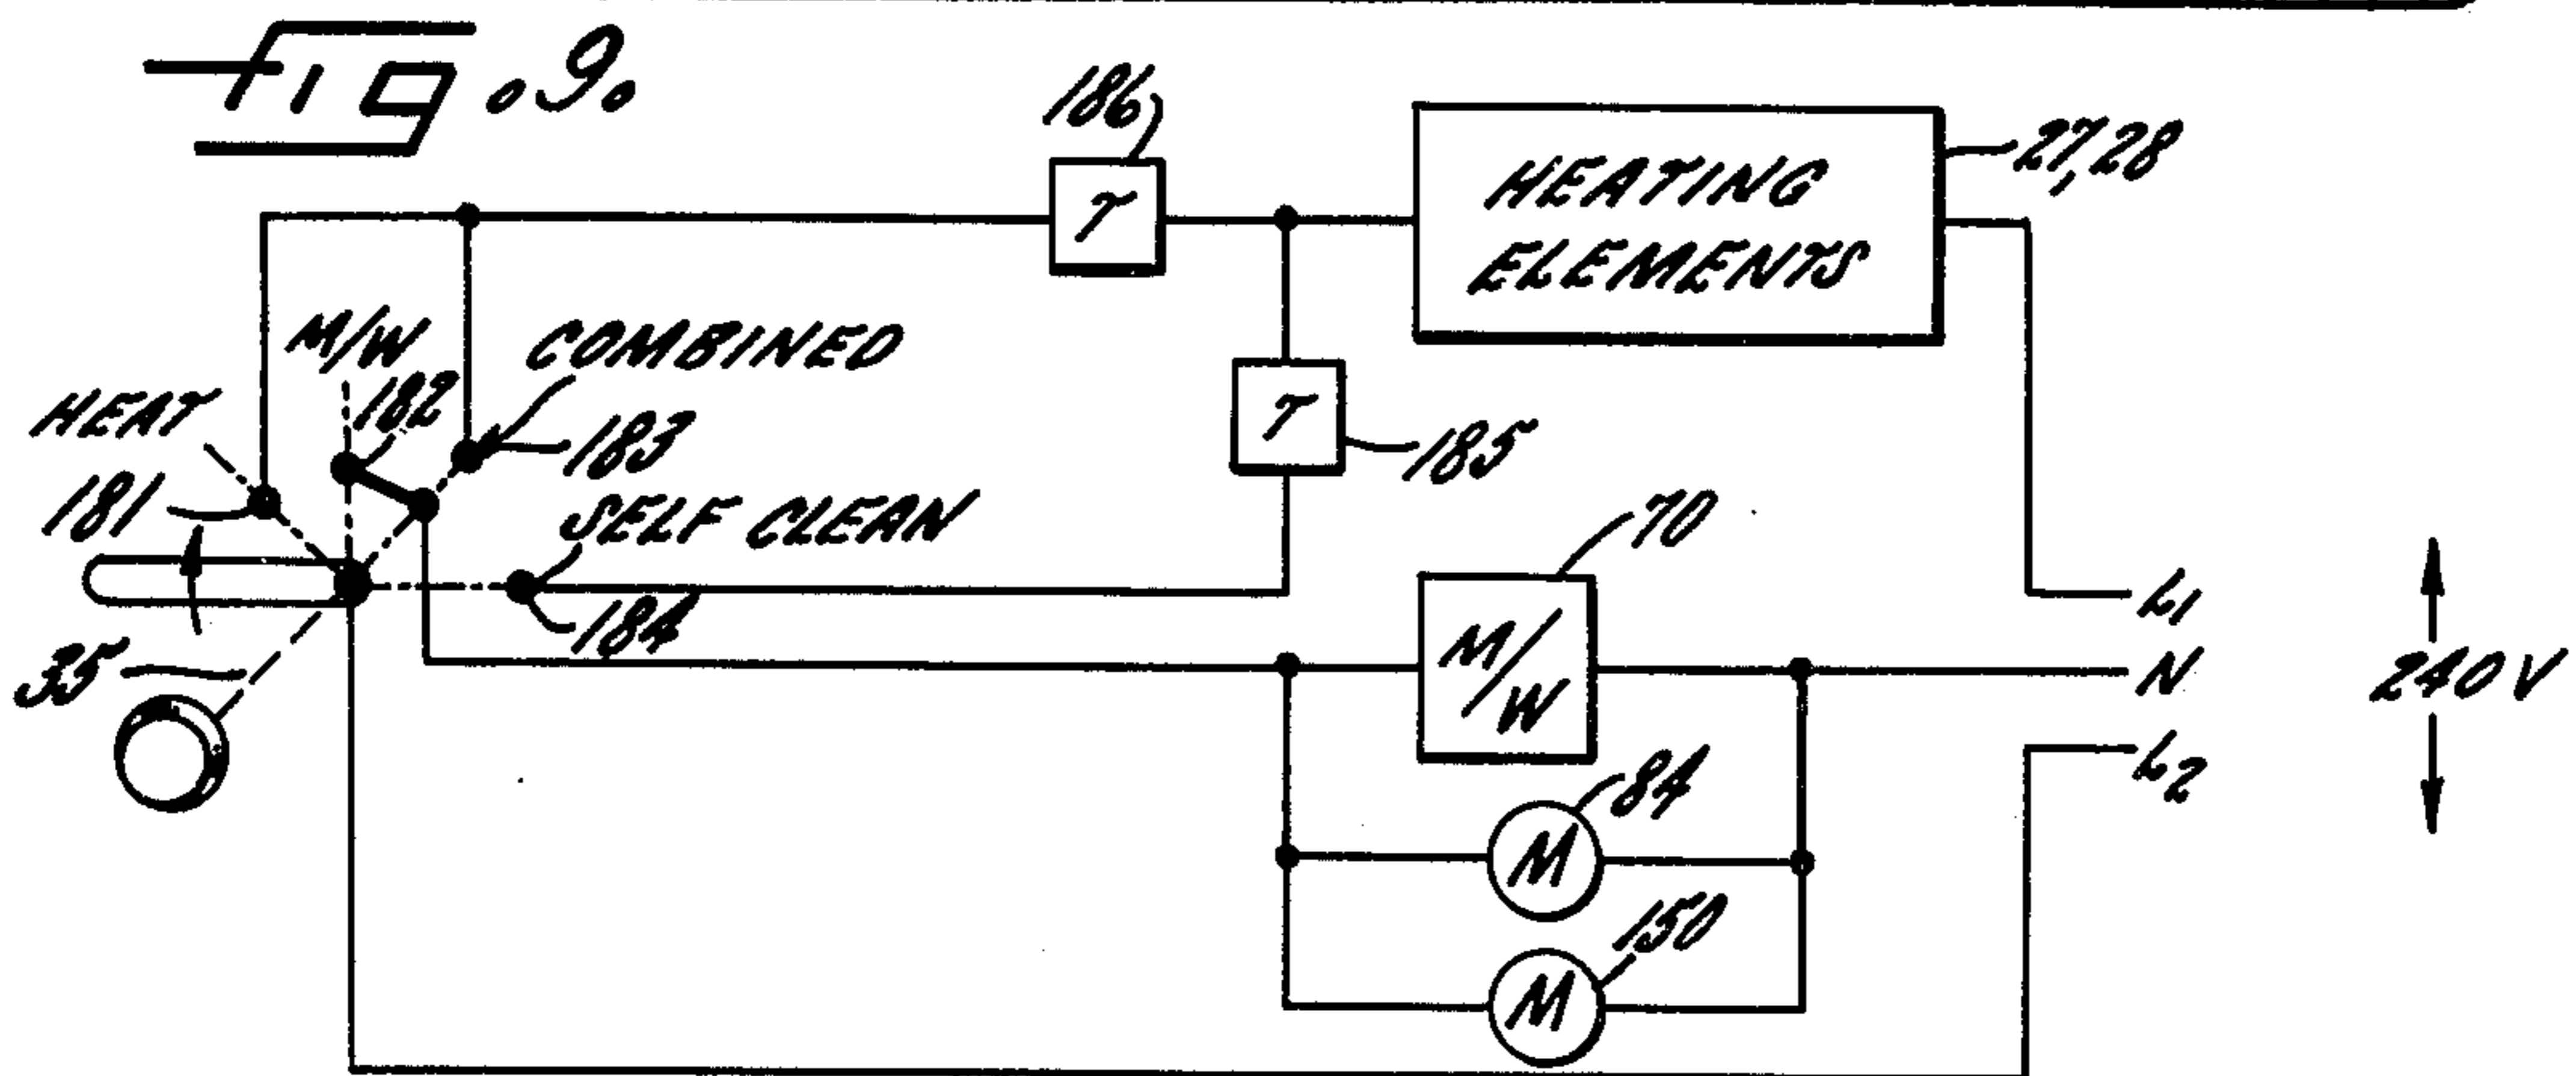 Fig. 9.
186
HEATING
ELEMENTS
27, 28
T
M/W
COMBINED
HEAT
182
183
T
185
181
SELF CLEAN
184
70
35
M/W
L1
N
L2
240V
84
M
150
M